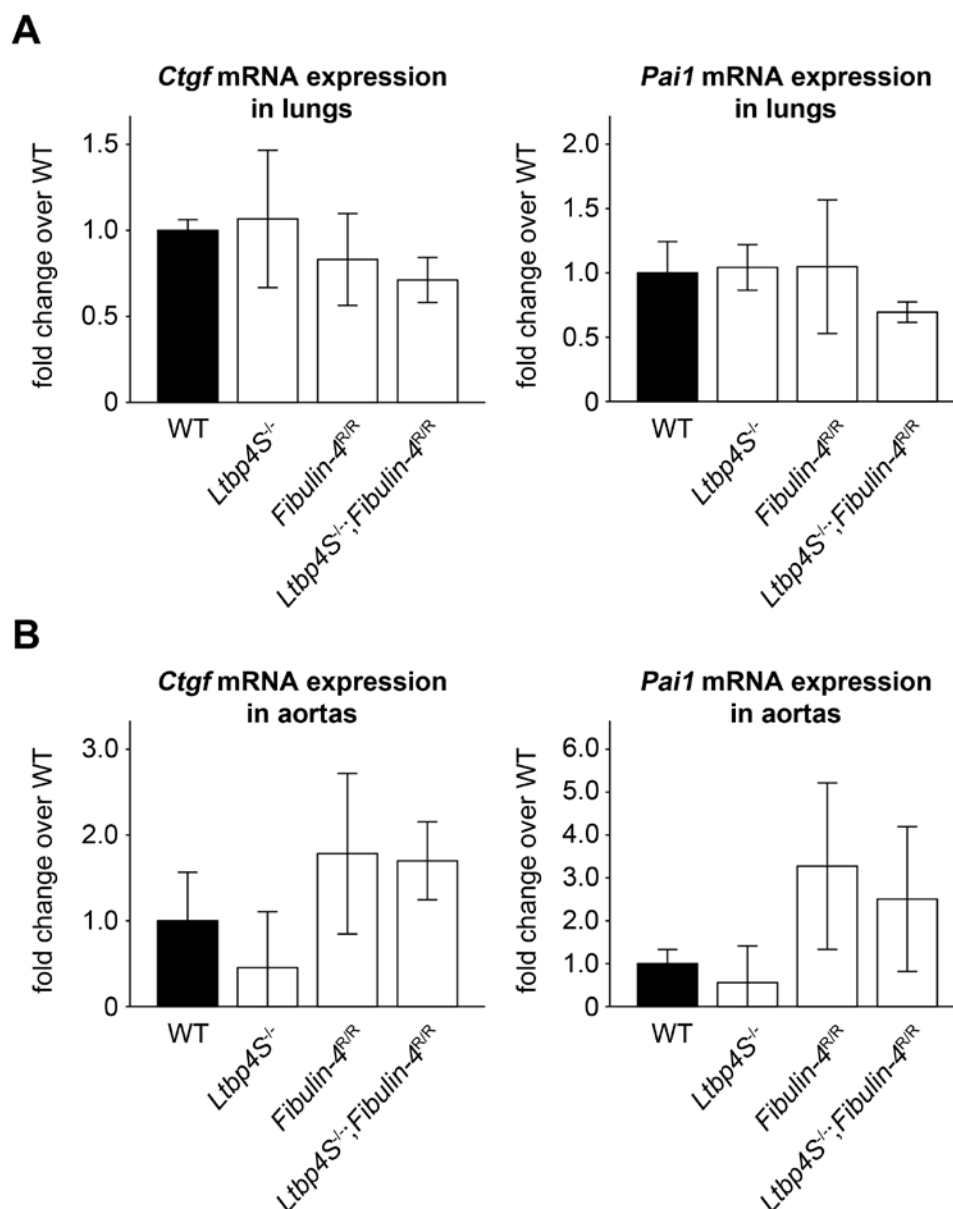 A
Ctgf mRNA expression
in lungs
fold change over WT
1.5
1.0
0.5
0
WT
Ltbp4S-/-
Fibulin-4R/R
Ltbp4S-/-;Fibulin-4R/R
Pai1 mRNA expression
in lungs
fold change over WT
2.0
1.5
1.0
0.5
0
WT
Ltbp4S-/-
Fibulin-4R/R
Ltbp4S-/-;Fibulin-4R/R
B
Ctgf mRNA expression
in aortas
fold change over WT
3.0
2.0
1.0
0
WT
Ltbp4S-/-
Fibulin-4R/R
Ltbp4S-/-;Fibulin-4R/R
Pai1 mRNA expression
in aortas
fold change over WT
6.0
5.0
4.0
3.0
2.0
1.0
0
WT
Ltbp4S-/-
Fibulin-4R/R
Ltbp4S-/-;Fibulin-4R/R